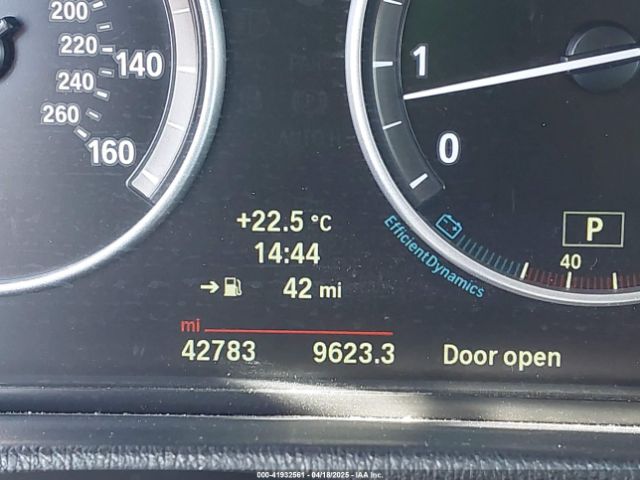 200
220
240
260
140
160
1
0
+22.5 °C
14:44
42 mi
EfficientDynamics
P
40
mi
42783 9623.3 Door open
000-41932561 - 04/18/2025 - IAA Inc.